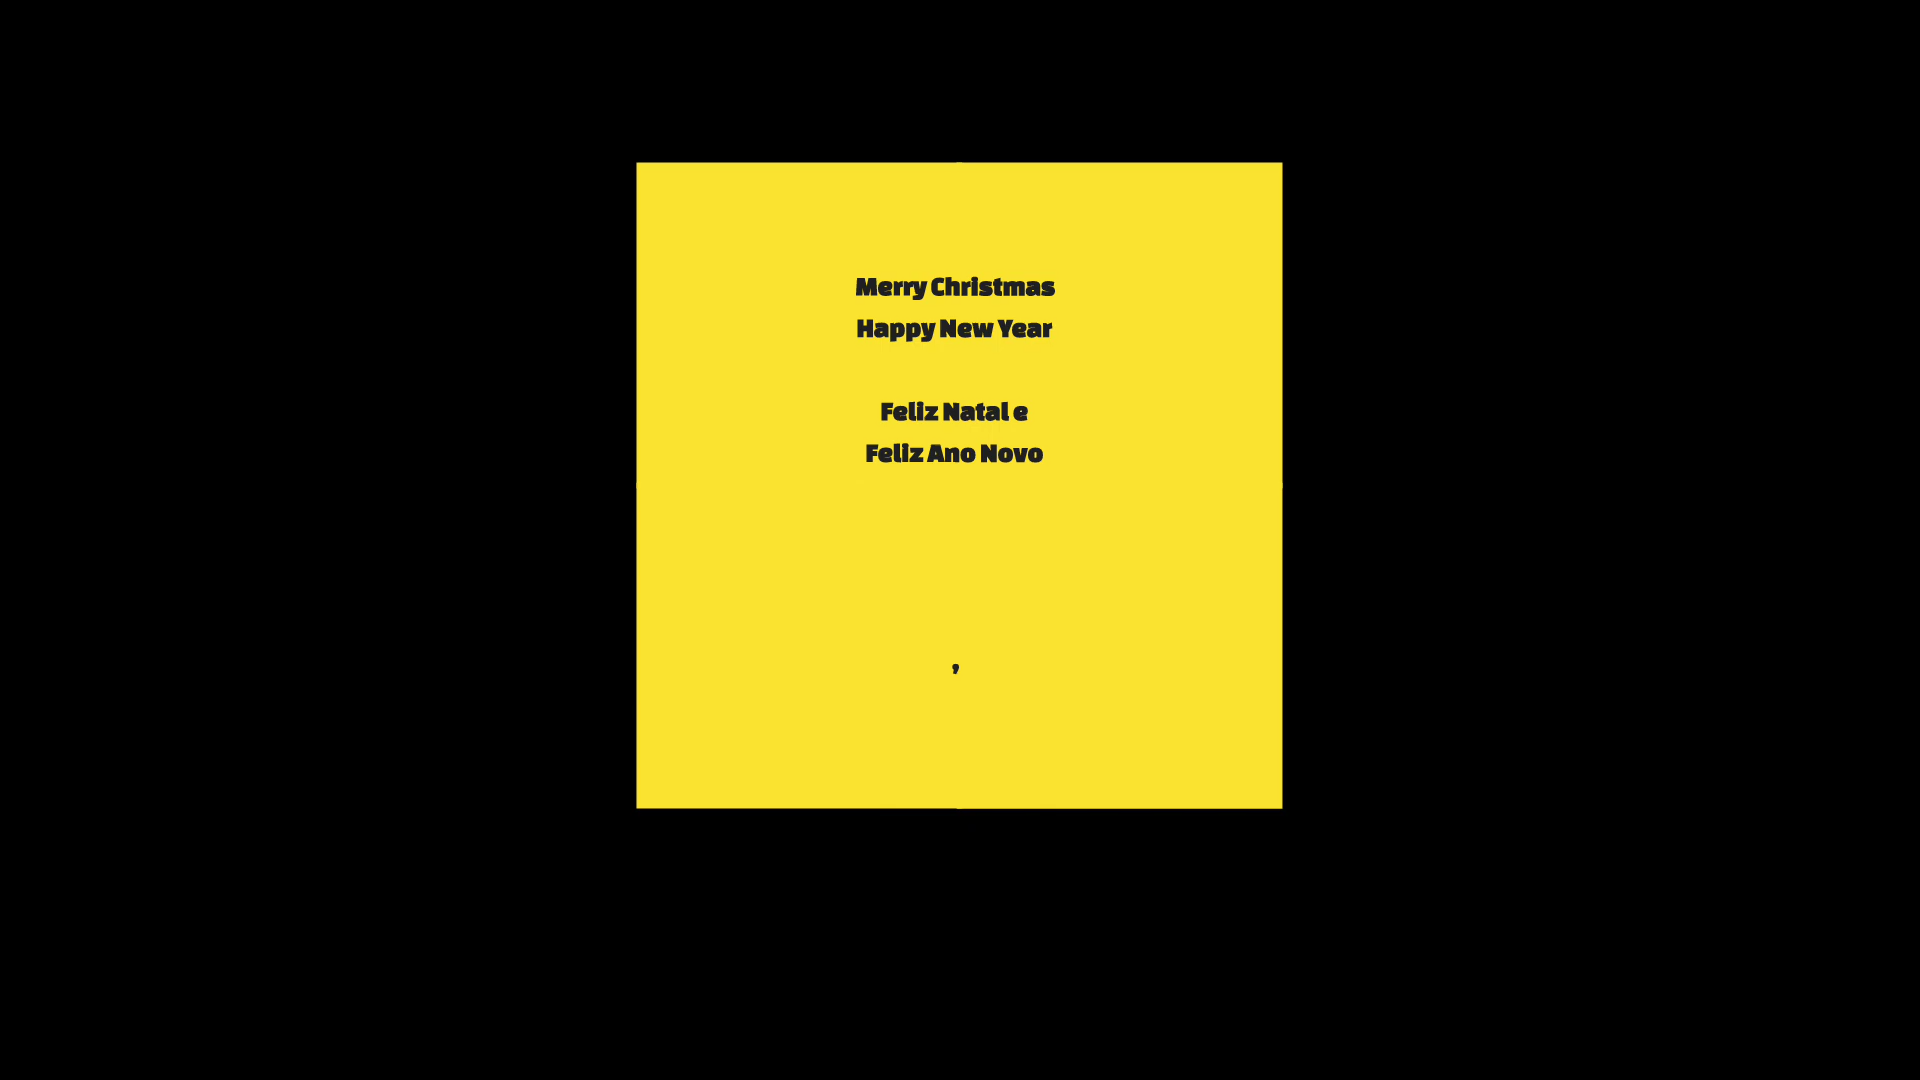 Merry Christmas
Happy New Year
Feliz Natal e
Feliz Ano Novo
,